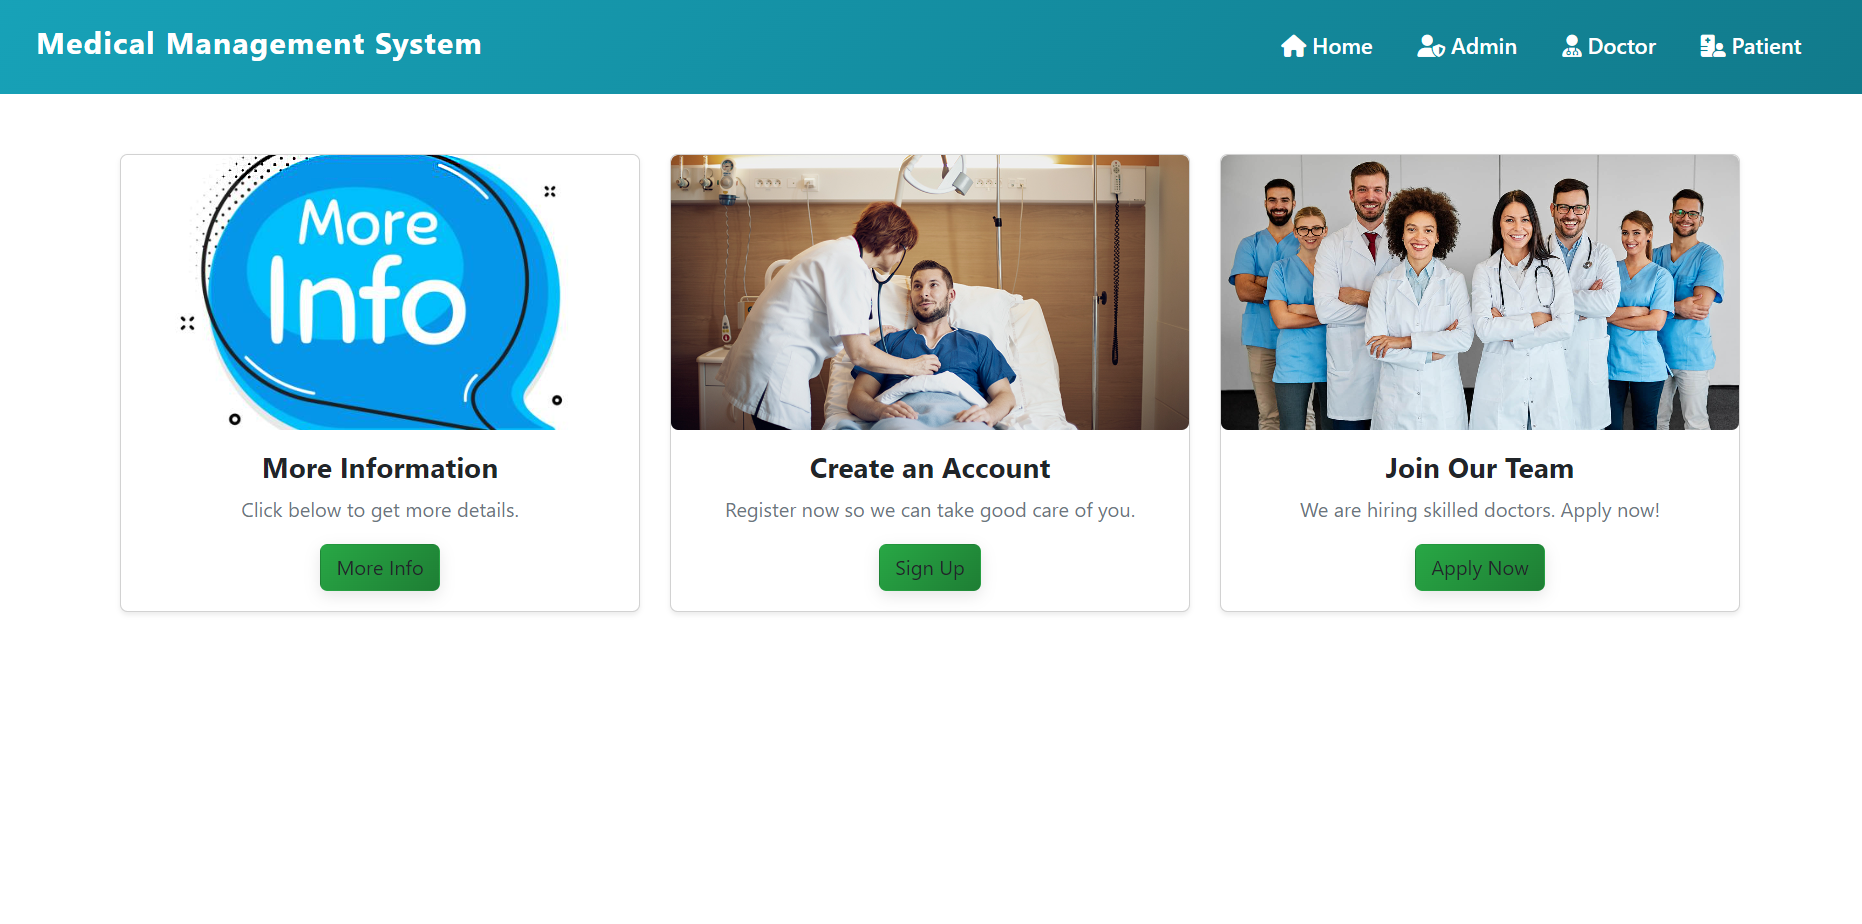 Medical Management System
Home Admin Doctor Patient
More
Info
More Information
Click below to get more details.
More Info
Create an Account
Register now so we can take good care of you.
Sign Up
Join Our Team
We are hiring skilled doctors. Apply now!
Apply Now